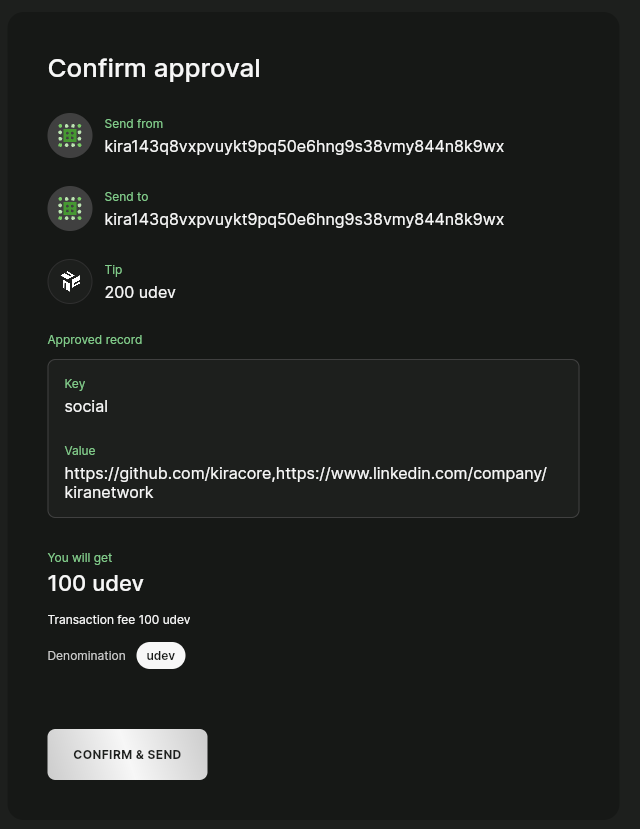 Confirm approval
Send from
kira143q8vxpvuykt9pq50e6hng9s38vmy844n8k9wx
Send to
kira143q8vxpvuykt9pq50e6hng9s38vmy844n8k9wx
Tip
200 udev
Approved record
Key
social
Value
https://github.com/kiracore,https://www.linkedin.com/company/
kiranetwork
You will get
100 udev
Transaction fee 100 udev
Denomination udev
CONFIRM & SEND